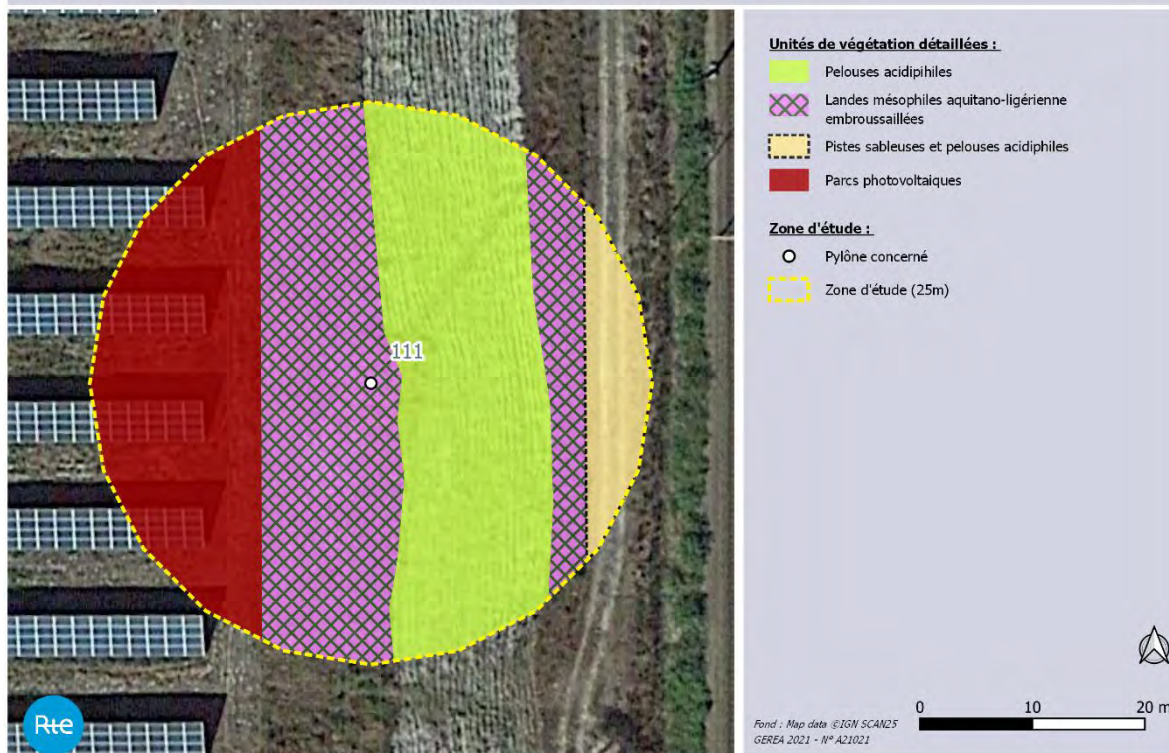 Unités de végétation détaillées :
Pelouses acidipihiles
Landes mésophiles aquitano-ligérienne
embroussaillées
Pistes sableuses et pelouses acidiphiles
Parcs photovoltaiques
Zone d'étude :
Pylône concerné
Zone d'étude (25m)
111
Rte
0 10 20 m
Fond : Map data ©IGN SCAN25
GEREA 2021 - N° A21021